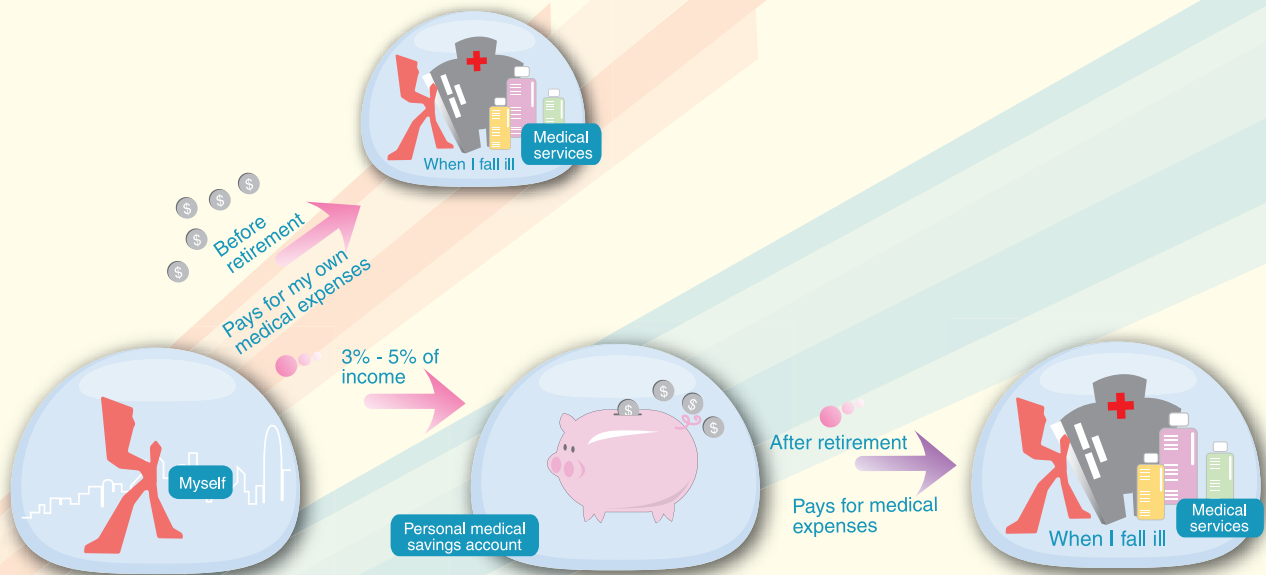 Medical
services
When I fall ill
$
$
$
$
$
Before
retirement
Pays for my own
medical expenses
3% - 5% of
income
Myself
$
$
$
$
Personal medical
savings account
After retirement
Pays for medical
expenses
Medical
services
When I fall ill